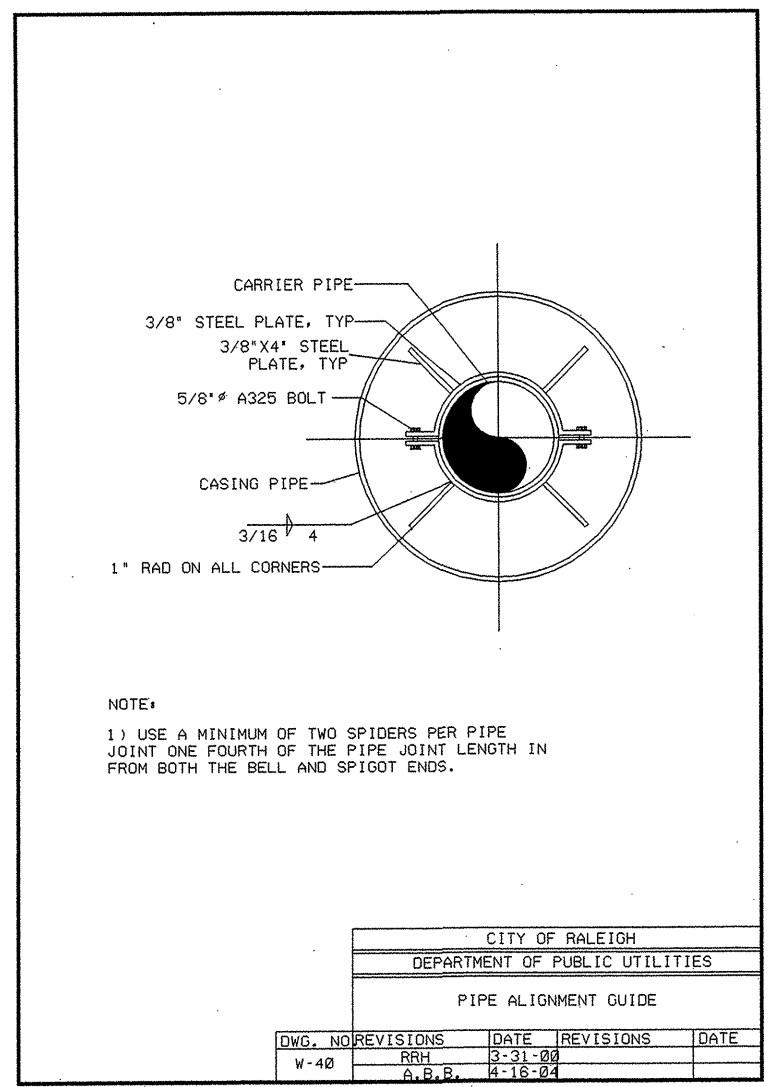 CARRIER PIPE
3/8" STEEL PLATE, TYP
3/8"X4" STEEL
PLATE, TYP
5/8"Ø A325 BOLT
CASING PIPE
3/16 4
1" RAD ON ALL CORNERS
NOTE:
1) USE A MINIMUM OF TWO SPIDERS PER PIPE
JOINT ONE FOURTH OF THE PIPE JOINT LENGTH IN
FROM BOTH THE BELL AND SPIGOT ENDS.
CITY OF RALEIGH
DEPARTMENT OF PUBLIC UTILITIES
PIPE ALIGNMENT GUIDE
DWG. NO REVISIONS DATE REVISIONS DATE
W-40 RRH 3-31-00
A.B.B. 4-16-04